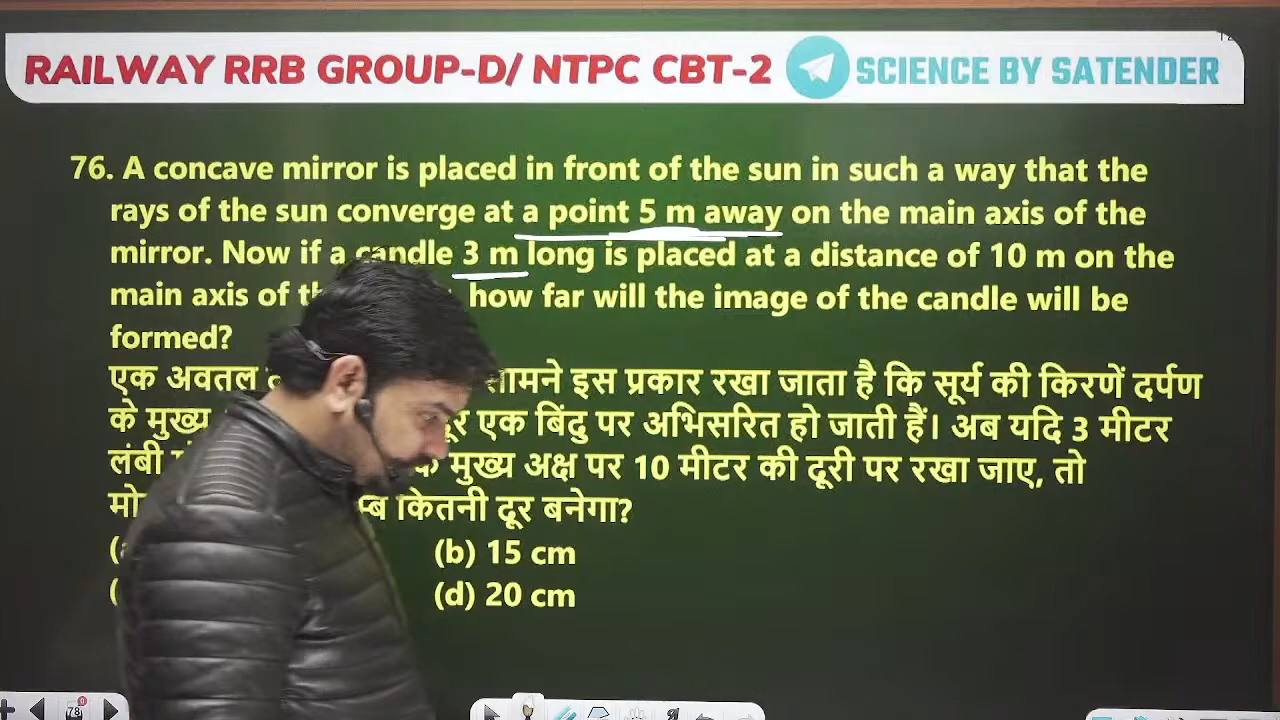 RAILWAY RRB GROUP-D/ NTPC CBT-2 SCIENCE BY SATENDER
76. A concave mirror is placed in front of the sun in such a way that the
rays of the sun converge at a point 5 m away on the main axis of the
mirror. Now if a candle 3 m long is placed at a distance of 10 m on the
main axis of how far will the image of the candle will be
formed?
एक अवतल सामने इस प्रकार रखा जाता है कि सूर्य की किरणें दर्पण
के मुख्य दूर एक बिंदु पर अभिसरित हो जाती हैं। अब यदि 3 मीटर
लंबी के मुख्य अक्ष पर 10 मीटर की दूरी पर रखा जाए, तो
कितनी दूर बनेगा?
(b) 15 cm
(d) 20 cm
78